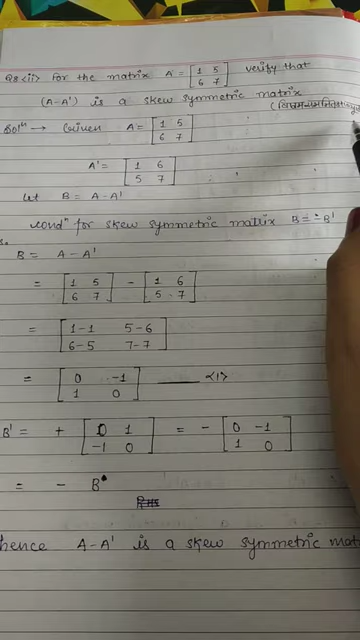 Q8<ii> For the matrix A = [1 5; 6 7] verify that
(A-A') is a skew symmetric matrix
Sol^n → Given A = [1 5; 6 7]
A' = [1 6; 5 7]
let B = A - A'
cond^n for skew symmetric matrix B = - B'
B = A - A'
= [1 5; 6 7] - [1 6; 5 7]
= [1-1 5-6; 6-5 7-7]
= [0 -1; 1 0] —— <1>
B' = + [0 1; -1 0] = - [0 -1; 1 0]
= - B
hence A-A' is a skew symmetric mat